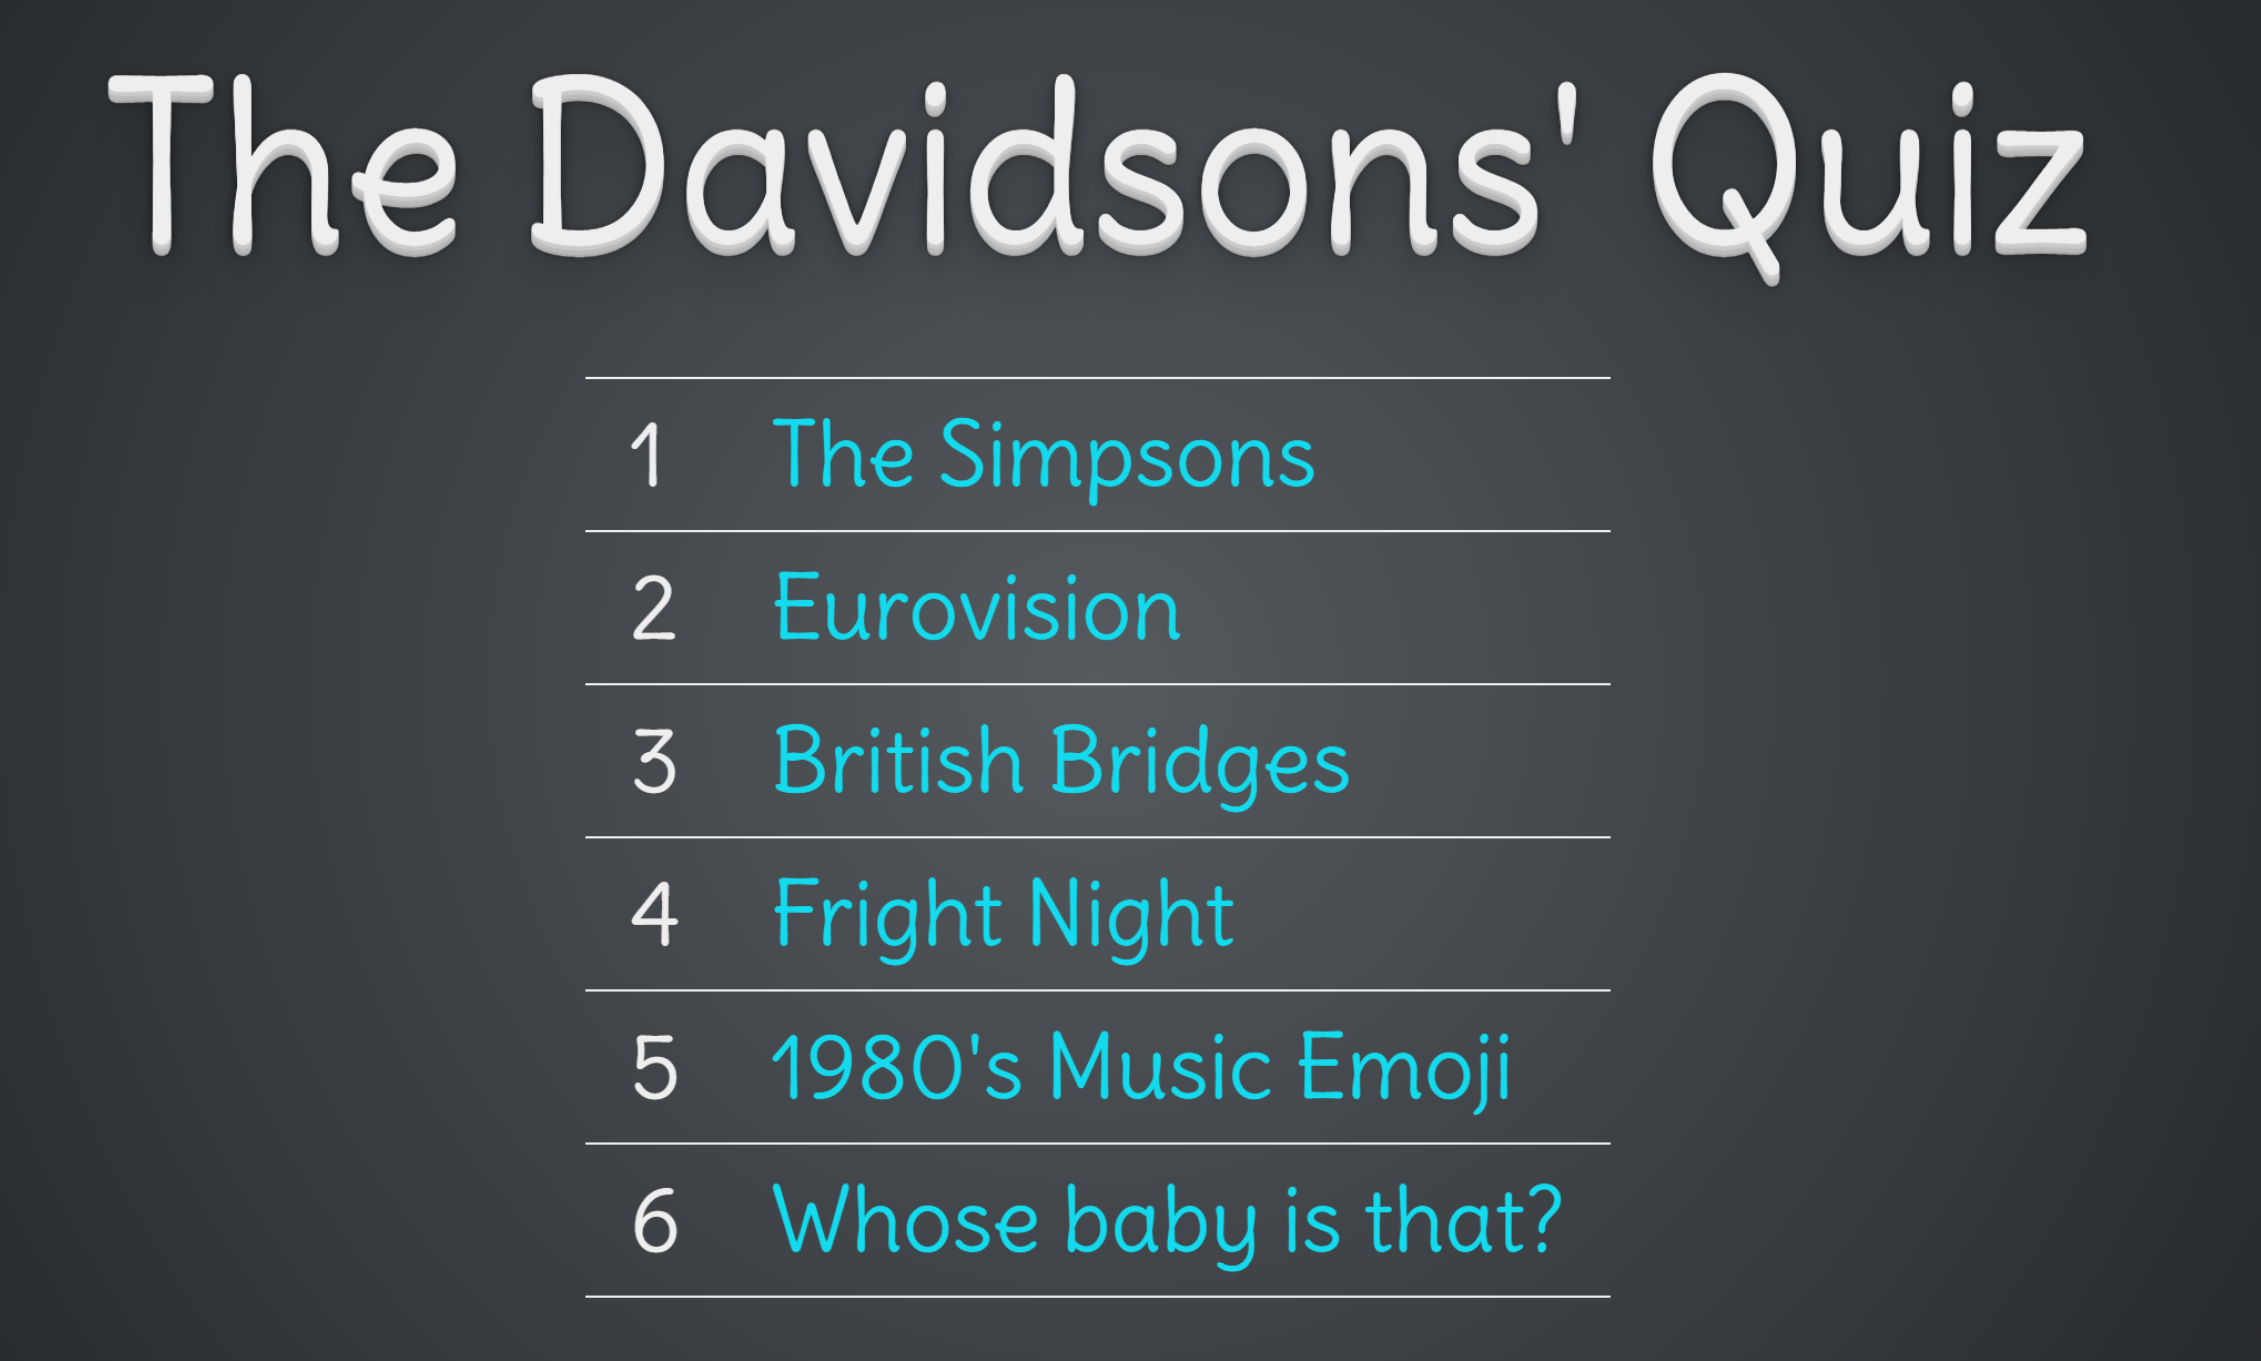 The Davidsons' Quiz
1 The Simpsons
2 Eurovision
3 British Bridges
4 Fright Night
5 1980's Music Emoji
6 Whose baby is that?